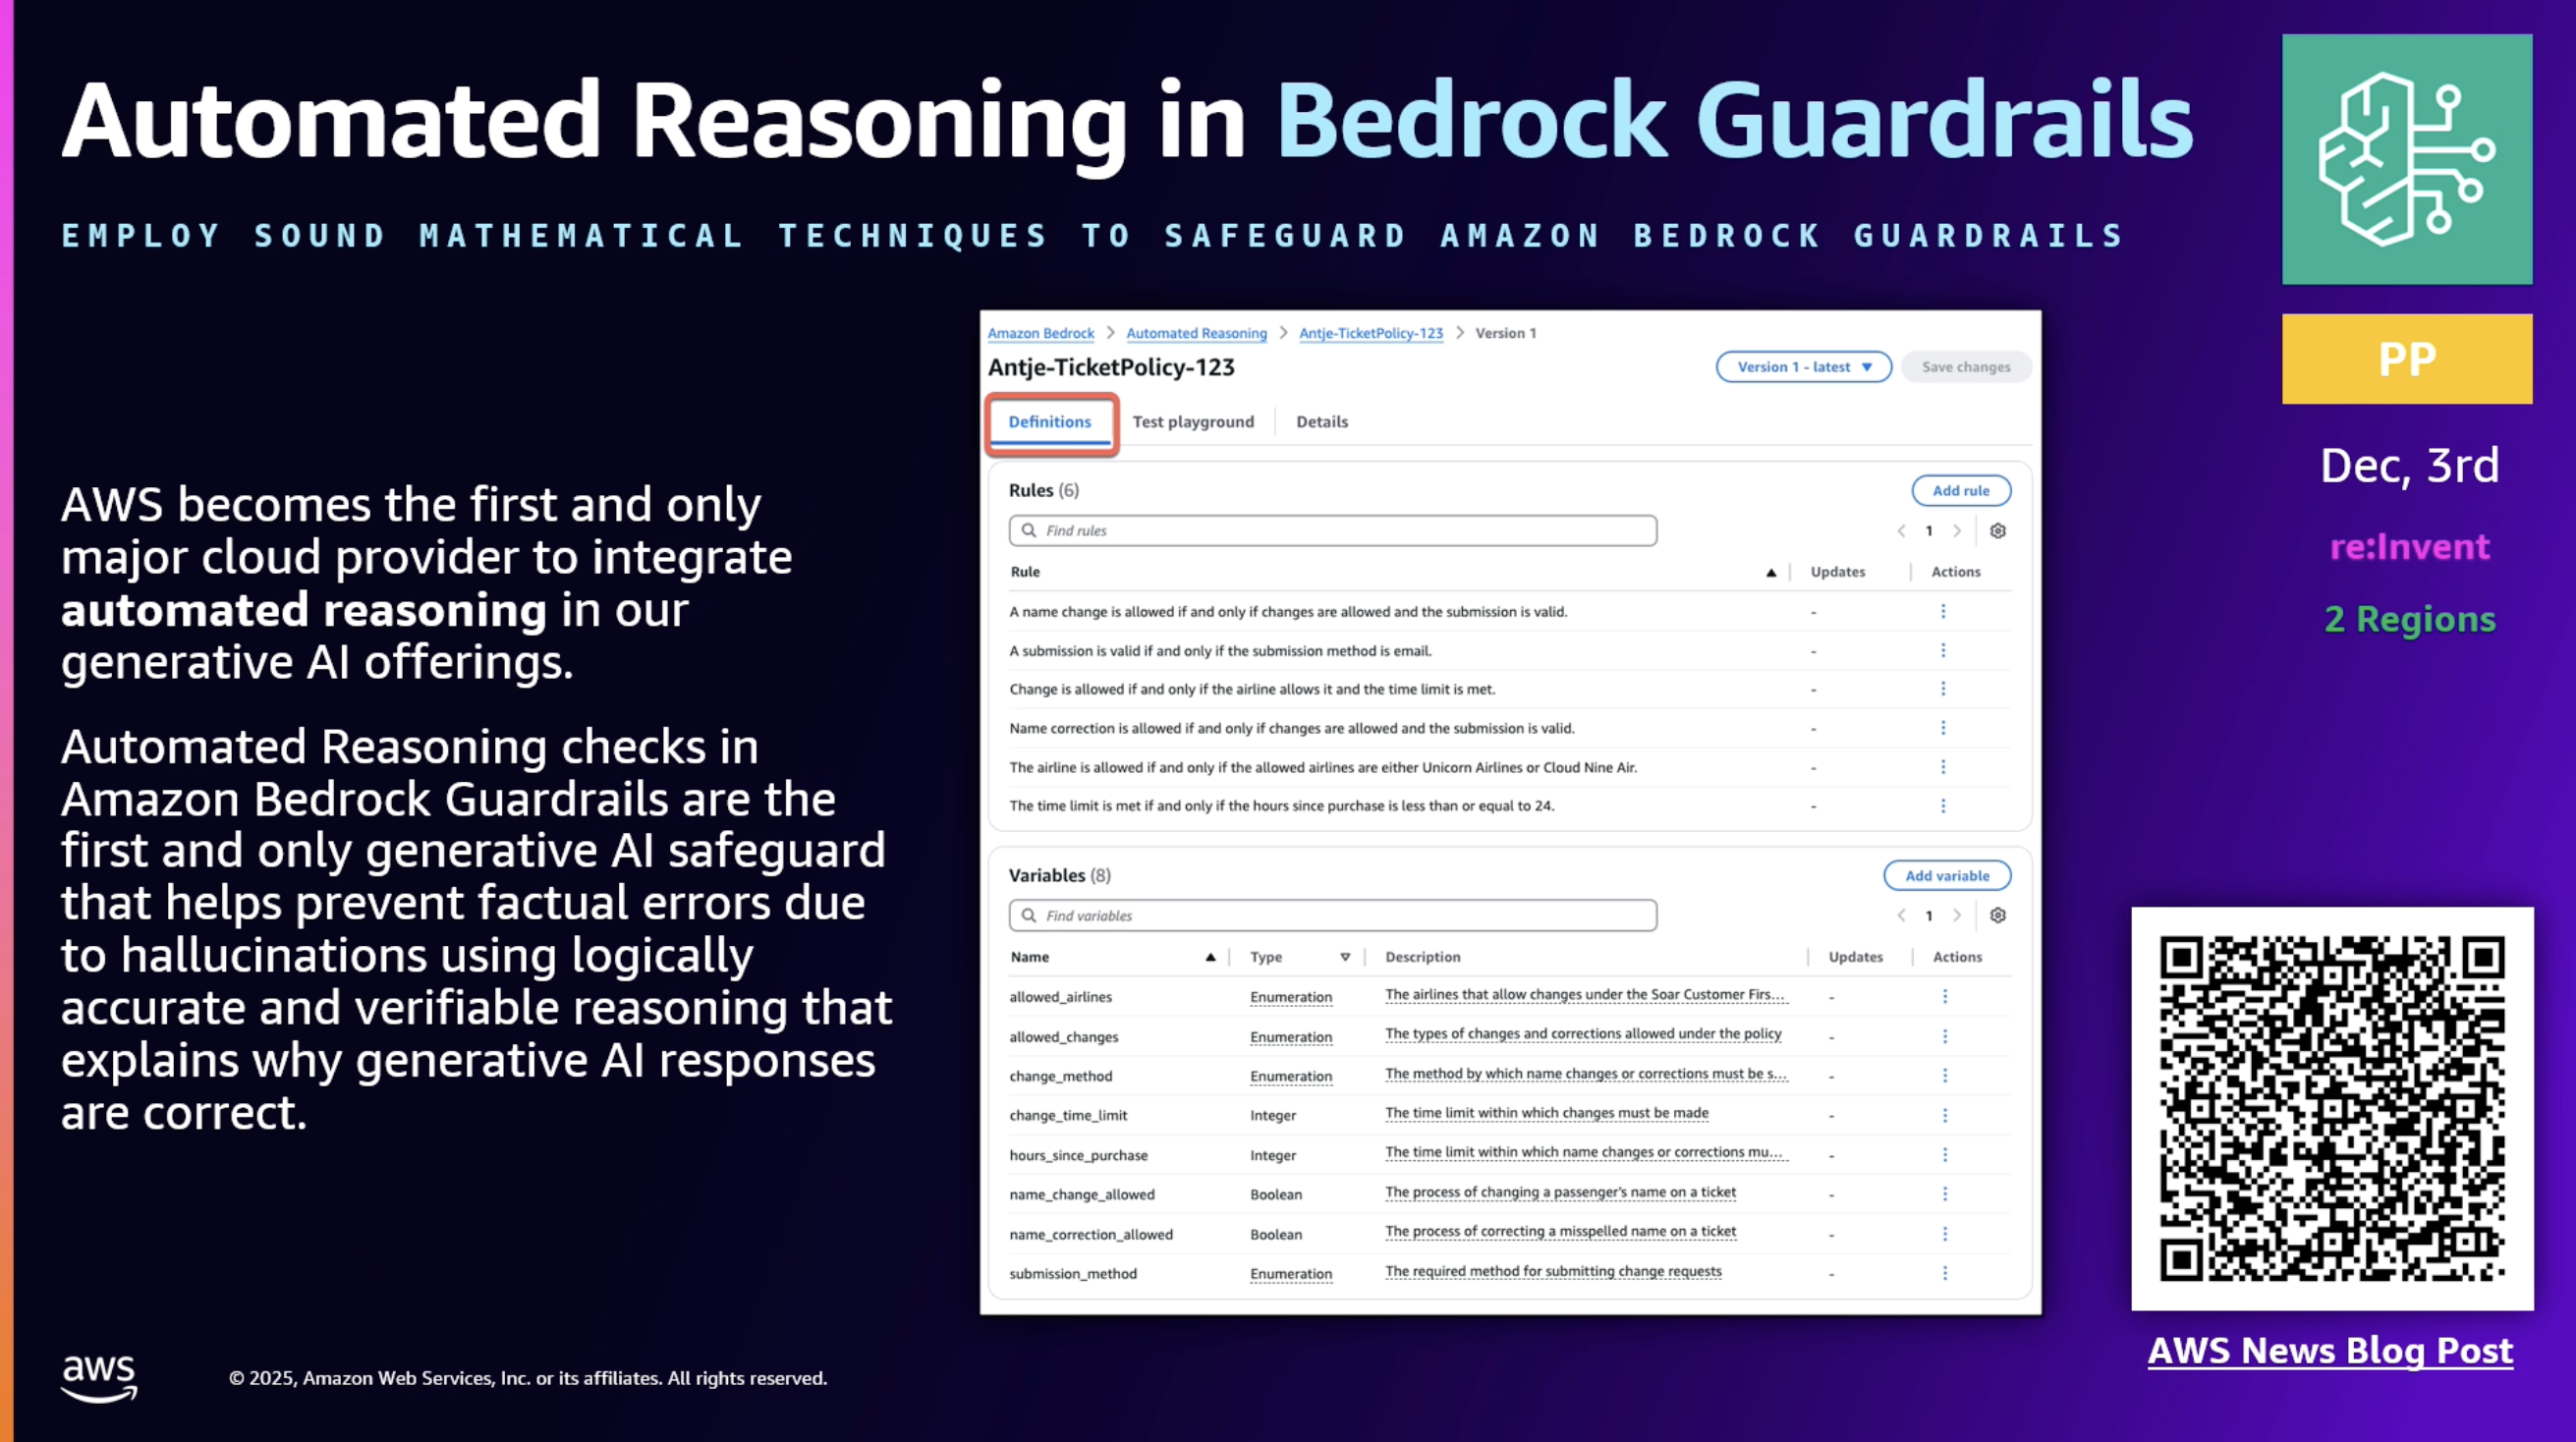 Automated Reasoning in Bedrock Guardrails
EMPLOY SOUND MATHEMATICAL TECHNIQUES TO SAFEGUARD AMAZON BEDROCK GUARDRAILS
AWS becomes the first and only
major cloud provider to integrate
automated reasoning in our
generative AI offerings.
Automated Reasoning checks in
Amazon Bedrock Guardrails are the
first and only generative AI safeguard
that helps prevent factual errors due
to hallucinations using logically
accurate and verifiable reasoning that
explains why generative AI responses
are correct.
Amazon Bedrock > Automated Reasoning > Antje-TicketPolicy-123 > Version 1
Antje-TicketPolicy-123
Version 1 - latest
Save changes
Definitions
Test playground
Details
Rules (6)
Add rule
Find rules
1
Rule Updates Actions
A name change is allowed if and only if changes are allowed and the submission is valid. -
A submission is valid if and only if the submission method is email. -
Change is allowed if and only if the airline allows it and the time limit is met. -
Name correction is allowed if and only if changes are allowed and the submission is valid. -
The airline is allowed if and only if the allowed airlines are either Unicorn Airlines or Cloud Nine Air. -
The time limit is met if and only if the hours since purchase is less than or equal to 24. -
Variables (8)
Add variable
Find variables
1
Name Type Description Updates Actions
allowed_airlines Enumeration The airlines that allow changes under the Soar Customer Firs... -
allowed_changes Enumeration The types of changes and corrections allowed under the policy -
change_method Enumeration The method by which name changes or corrections must be s... -
change_time_limit Integer The time limit within which changes must be made -
hours_since_purchase Integer The time limit within which name changes or corrections mu... -
name_change_allowed Boolean The process of changing a passenger's name on a ticket -
name_correction_allowed Boolean The process of correcting a misspelled name on a ticket -
submission_method Enumeration The required method for submitting change requests -
PP
Dec, 3rd
re:Invent
2 Regions
AWS News Blog Post
aws
© 2025, Amazon Web Services, Inc. or its affiliates. All rights reserved.